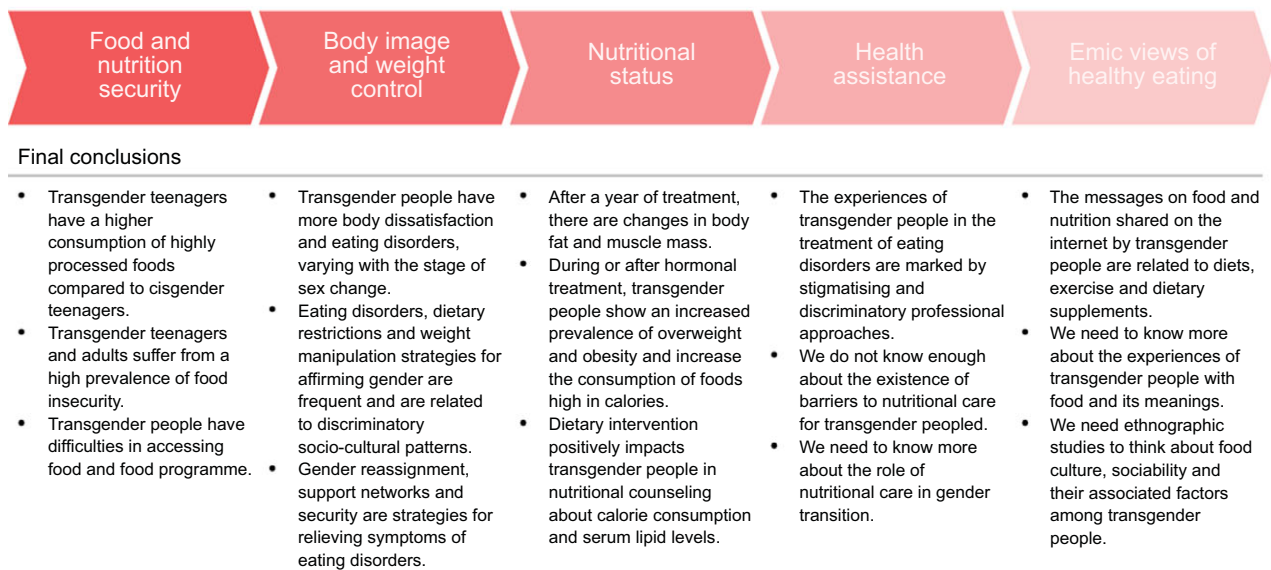 Food and
nutrition
security
Body image
and weight
control
Nutritional
status
Health
assistance
Emic views of
healthy eating
Final conclusions
• Transgender teenagers
have a higher
consumption of highly
processed foods
compared to cisgender
teenagers.
• Transgender teenagers
and adults suffer from a
high prevalence of food
insecurity.
• Transgender people have
difficulties in accessing
food and food programme.
• Transgender people have
more body dissatisfaction
and eating disorders,
varying with the stage of
sex change.
• Eating disorders, dietary
restrictions and weight
manipulation strategies for
affirming gender are
frequent and are related
to discriminatory
socio-cultural patterns.
• Gender reassignment,
support networks and
security are strategies for
relieving symptoms of
eating disorders.
• After a year of treatment,
there are changes in body
fat and muscle mass.
• During or after hormonal
treatment, transgender
people show an increased
prevalence of overweight
and obesity and increase
the consumption of foods
high in calories.
• Dietary intervention
positively impacts
transgender people in
nutritional counseling
about calorie consumption
and serum lipid levels.
• The experiences of
transgender people in the
treatment of eating
disorders are marked by
stigmatising and
discriminatory professional
approaches.
• We do not know enough
about the existence of
barriers to nutritional care
for transgender peopled.
• We need to know more
about the role of
nutritional care in gender
transition.
• The messages on food and
nutrition shared on the
internet by transgender
people are related to diets,
exercise and dietary
supplements.
• We need to know more
about the experiences of
transgender people with
food and its meanings.
• We need ethnographic
studies to think about food
culture, sociability and
their associated factors
among transgender
people.